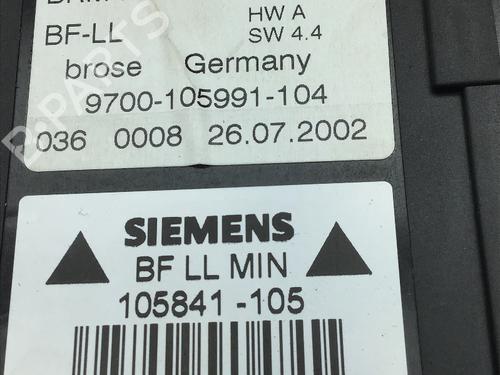 HW A
BF-LL
SW 4.4
brose Germany
9700-105991-104
036 0008 26.07.2002
SIEMENS
BF LL MIN
105841-105